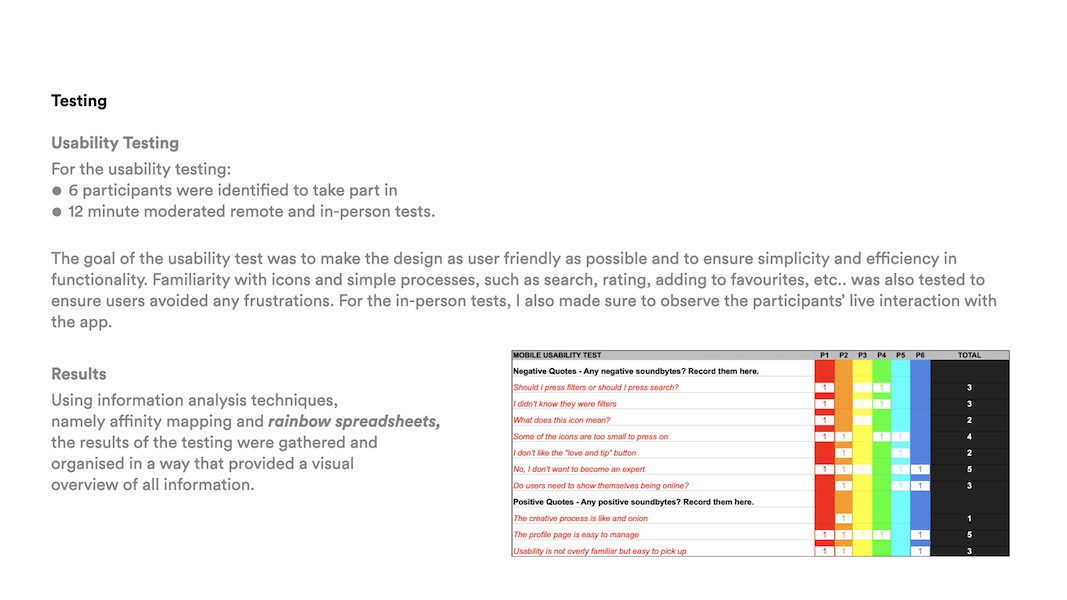 Testing
Usability Testing
For the usability testing:
● 6 participants were identified to take part in
● 12 minute moderated remote and in-person tests.
The goal of the usability test was to make the design as user friendly as possible and to ensure simplicity and efficiency in
functionality. Familiarity with icons and simple processes, such as search, rating, adding to favourites, etc.. was also tested to
ensure users avoided any frustrations. For the in-person tests, I also made sure to observe the participants' live interaction with
the app.
Results
Using information analysis techniques,
namely affinity mapping and rainbow spreadsheets,
the results of the testing were gathered and
organised in a way that provided a visual
overview of all information.
MOBILE USABILITY TEST P1 P2 P3 P4 P5 P6 TOTAL
Negative Quotes - Any negative soundbytes? Record them here.
Should I press filters or should I press search? 1 1 1 3
I didn't know they were filters 1 1 1 3
What does this icon mean? 1 1 2
Some of the icons are too small to press on 1 1 1 1 4
I don't like the "love and tip" button 1 1 2
No, I don't want to become an expert 1 1 1 1 1 5
Do users need to show themselves being online? 1 1 1 3
Positive Quotes - Any positive soundbytes? Record them here.
The creative process is like and onion 1 1
The profile page is easy to manage 1 1 1 1 1 5
Usability is not overly familiar but easy to pick up 1 1 1 3